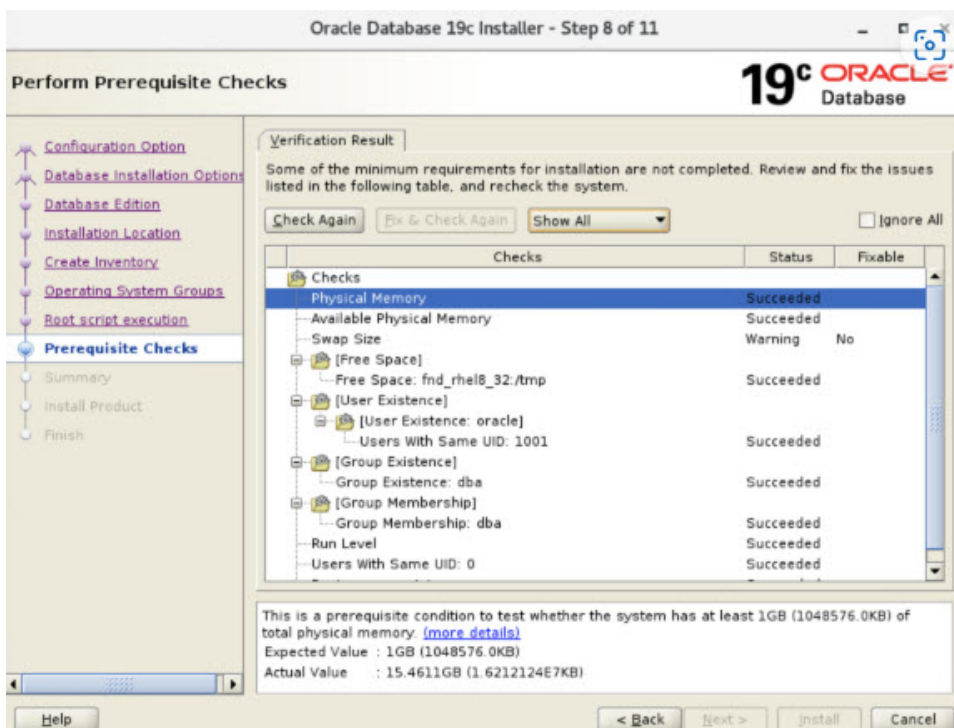 Oracle Database 19c Installer - Step 8 of 11
Perform Prerequisite Checks
19c ORACLE
Database
Configuration Option
Database Installation Options
Database Edition
Installation Location
Create Inventory
Operating System Groups
Root script execution
Prerequisite Checks
Summary
Install Product
Finish
Verification Result
Some of the minimum requirements for installation are not completed. Review and fix the issues
listed in the following table, and recheck the system.
Check Again Fix & Check Again Show All Ignore All
Checks Status Fixable
Checks
Physical Memory Succeeded
Available Physical Memory Succeeded
Swap Size Warning No
[Free Space]
Free Space: fnd_rhel8_32:/tmp Succeeded
[User Existence]
[User Existence: oracle]
Users With Same UID: 1001 Succeeded
[Group Existence]
Group Existence: dba Succeeded
[Group Membership]
Group Membership: dba Succeeded
Run Level Succeeded
Users With Same UID: 0 Succeeded
This is a prerequisite condition to test whether the system has at least 1GB (1048576.0KB) of
total physical memory. (more details)
Expected Value : 1GB (1048576.0KB)
Actual Value : 15.4611GB (1.6212124E7KB)
Help < Back Next > Install Cancel